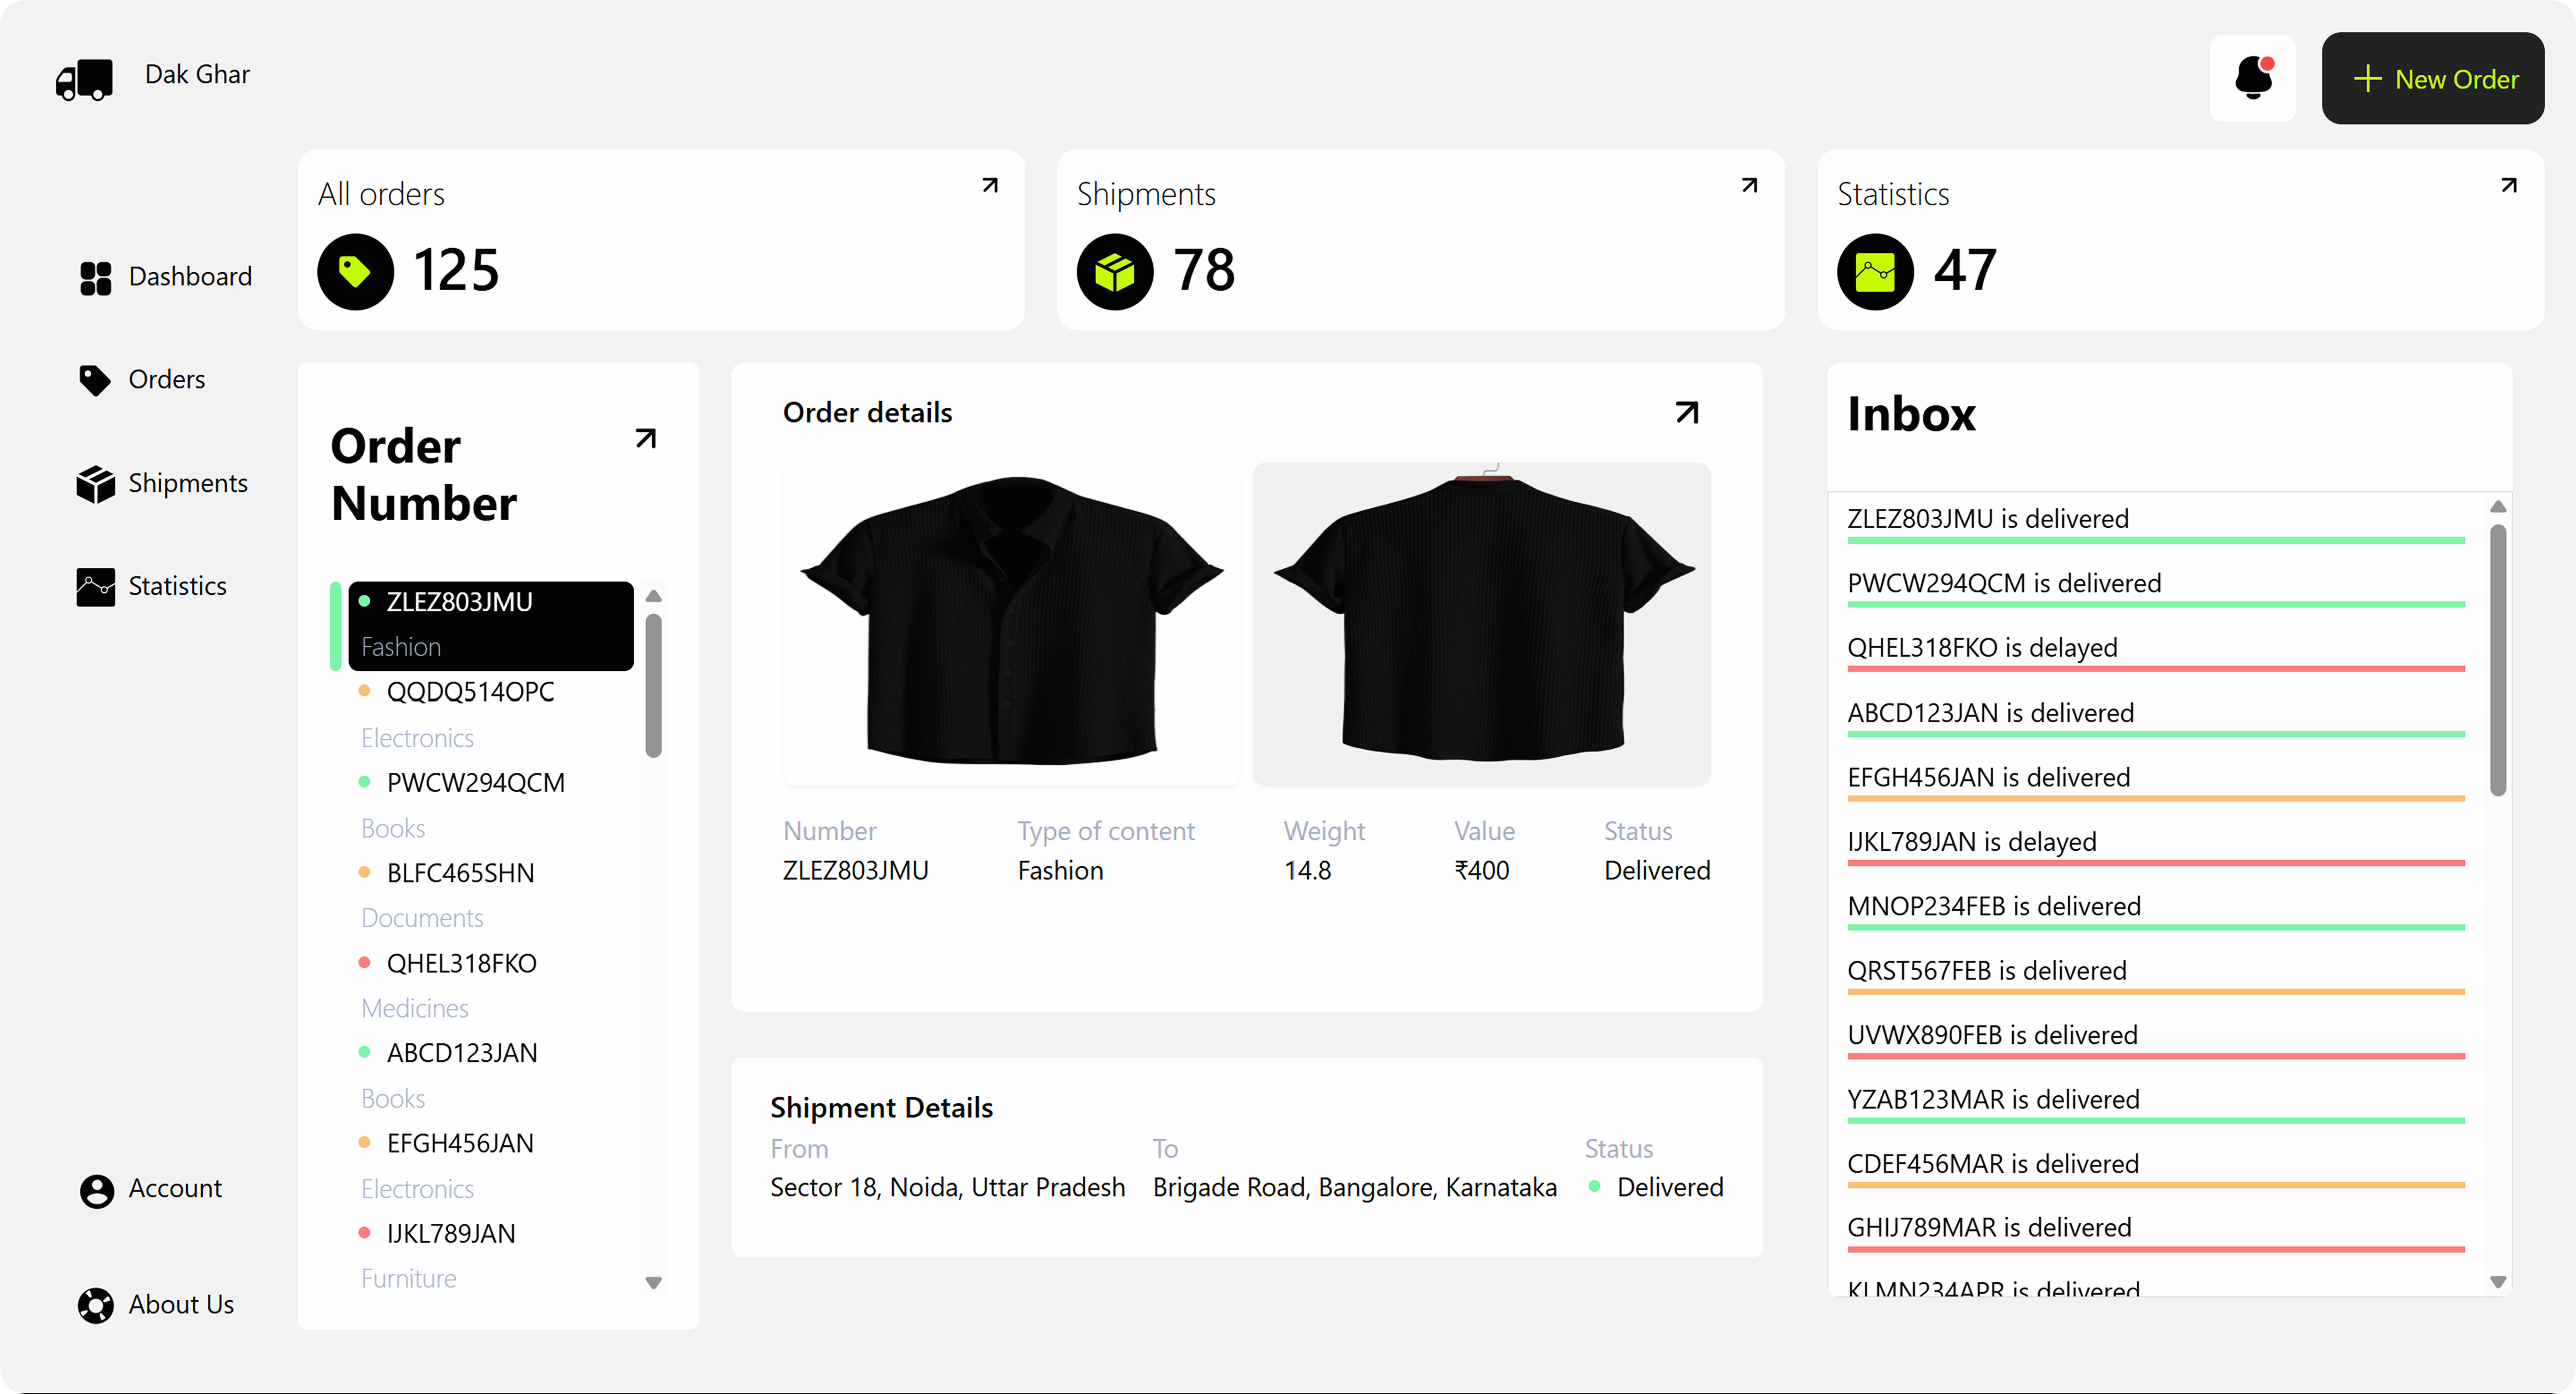 Dak Ghar
New Order
Dashboard
Orders
Shipments
Statistics
Account
About Us
All orders
125
Shipments
78
Statistics
47
Order
Number
ZLEZ803JMU
Fashion
QQDQ514OPC
Electronics
PWCW294QCM
Books
BLFC465SHN
Documents
QHEL318FKO
Medicines
ABCD123JAN
Books
EFGH456JAN
Electronics
IJKL789JAN
Furniture
Order details
Number Type of content Weight Value Status
ZLEZ803JMU Fashion 14.8 ₹400 Delivered
Shipment Details
From To Status
Sector 18, Noida, Uttar Pradesh Brigade Road, Bangalore, Karnataka Delivered
Inbox
ZLEZ803JMU is delivered
PWCW294QCM is delivered
QHEL318FKO is delayed
ABCD123JAN is delivered
EFGH456JAN is delivered
IJKL789JAN is delayed
MNOP234FEB is delivered
QRST567FEB is delivered
UVWX890FEB is delivered
YZAB123MAR is delivered
CDEF456MAR is delivered
GHIJ789MAR is delivered
KLMN234APR is delivered